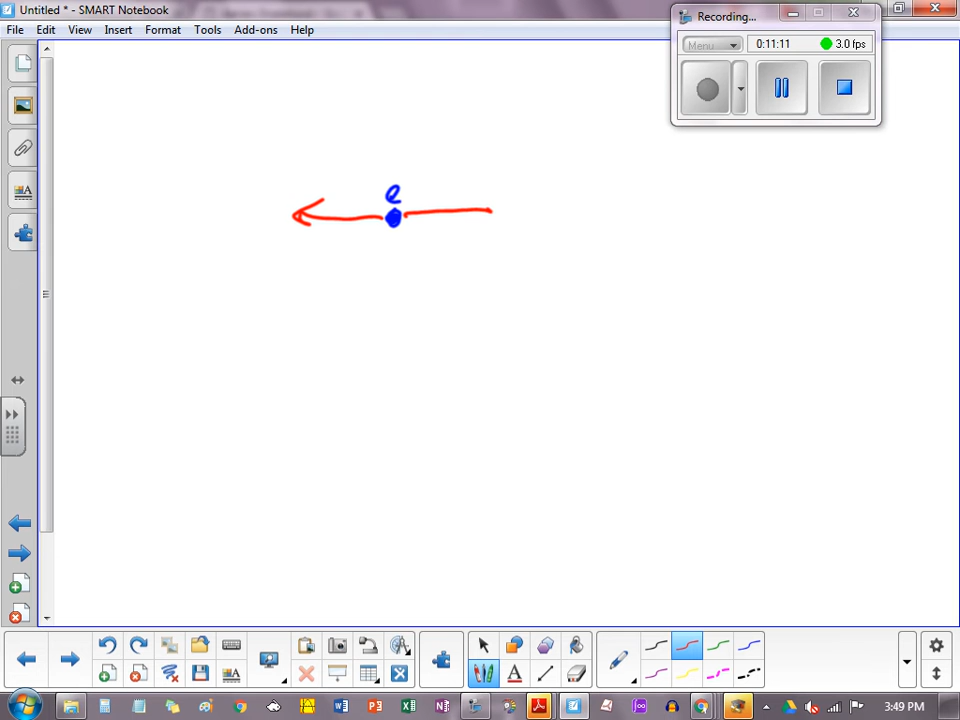 Untitled * - SMART Notebook
Recording...
File Edit View Insert Format Tools Add-ons Help
Menu 0:11:11 3.0 fps
e
3:49 PM